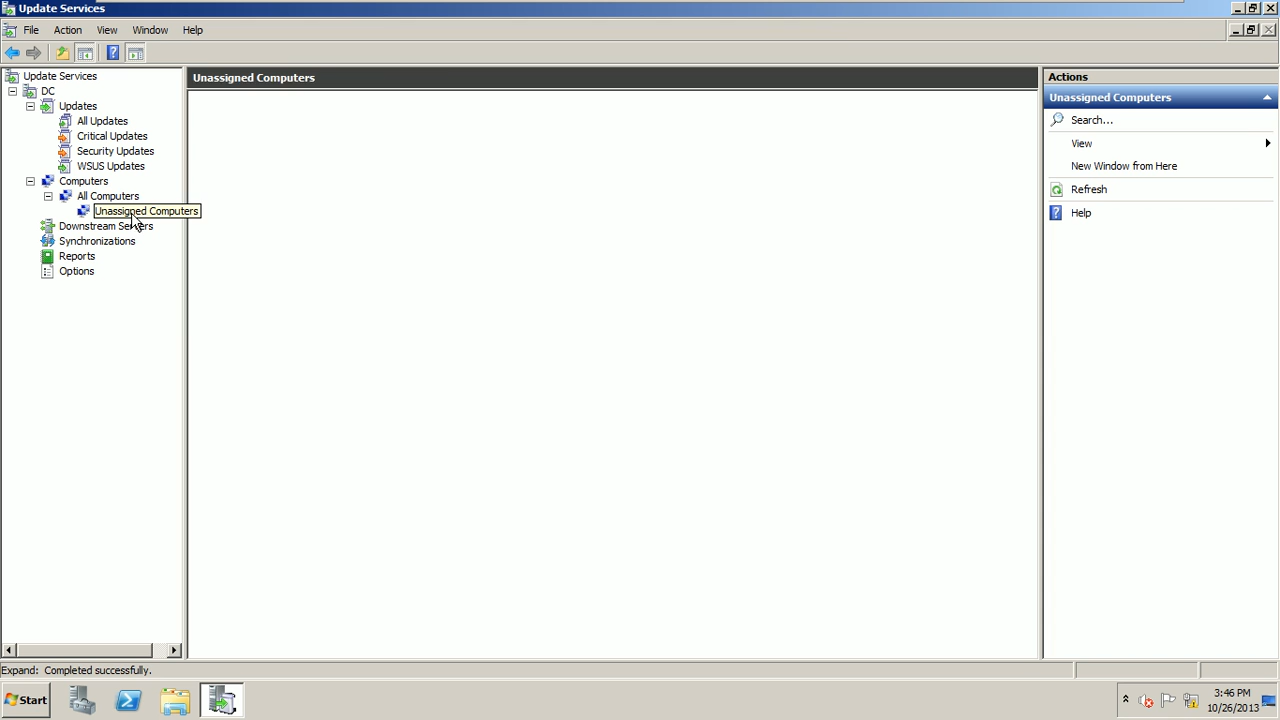 Update Services
File Action View Window Help
Update Services
DC
Updates
All Updates
Critical Updates
Security Updates
WSUS Updates
Computers
All Computers
Unassigned Computers
Downstream Servers
Synchronizations
Reports
Options
Unassigned Computers
Actions
Unassigned Computers
Search...
View
New Window from Here
Refresh
Help
Expand: Completed successfully.
Start
3:46 PM
10/26/2013